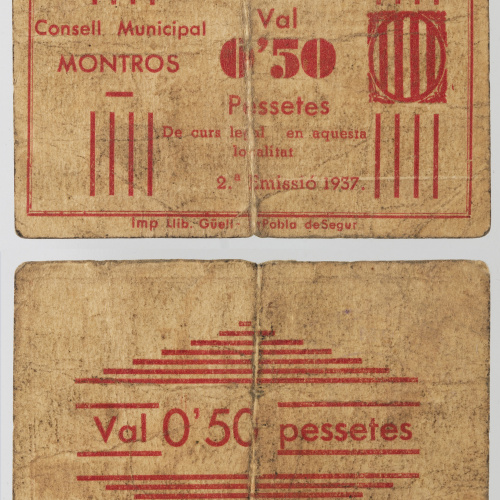 Consell Municipal
MONTROS
Val
0'50
Pessetes
De curs legal en aquesta
localitat
2.ª Emissió 1937.
Imp Llib.-Güell- Pobla de Segur
Val 0'50 pessetes